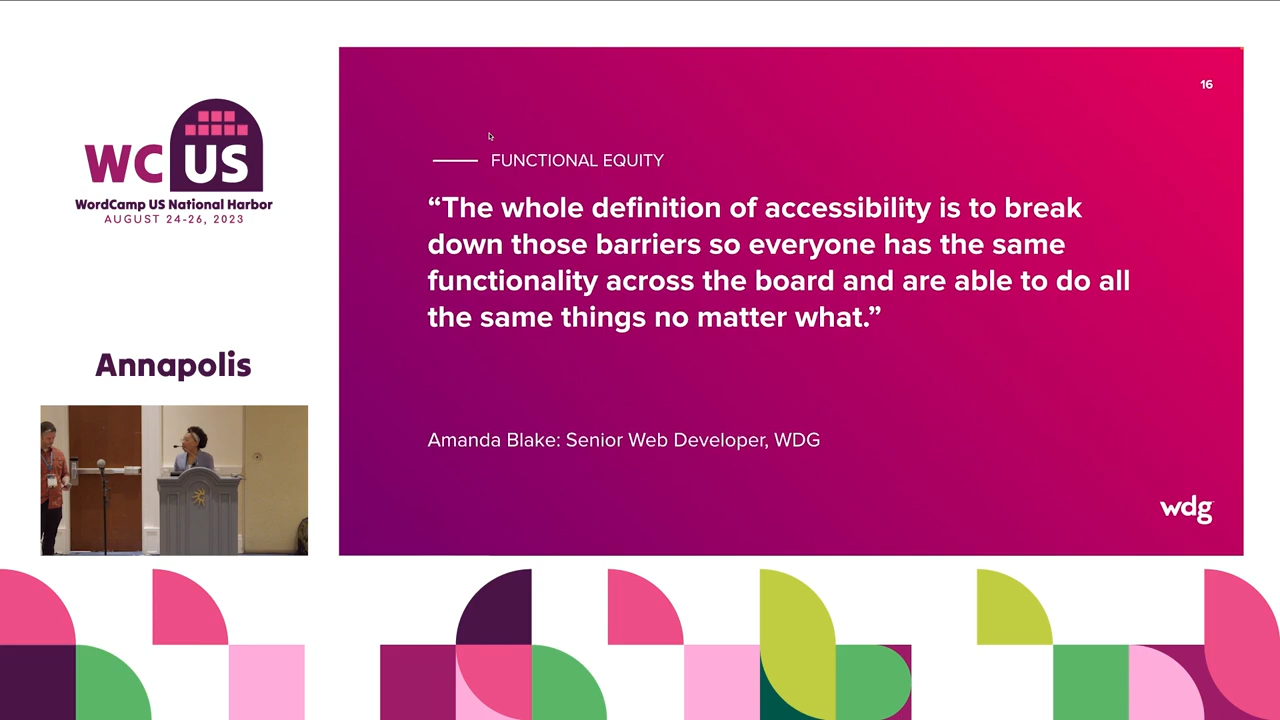 WC US
WordCamp US National Harbor
AUGUST 24-26, 2023
Annapolis
16
FUNCTIONAL EQUITY
“The whole definition of accessibility is to break
down those barriers so everyone has the same
functionality across the board and are able to do all
the same things no matter what.”
Amanda Blake: Senior Web Developer, WDG
wdg